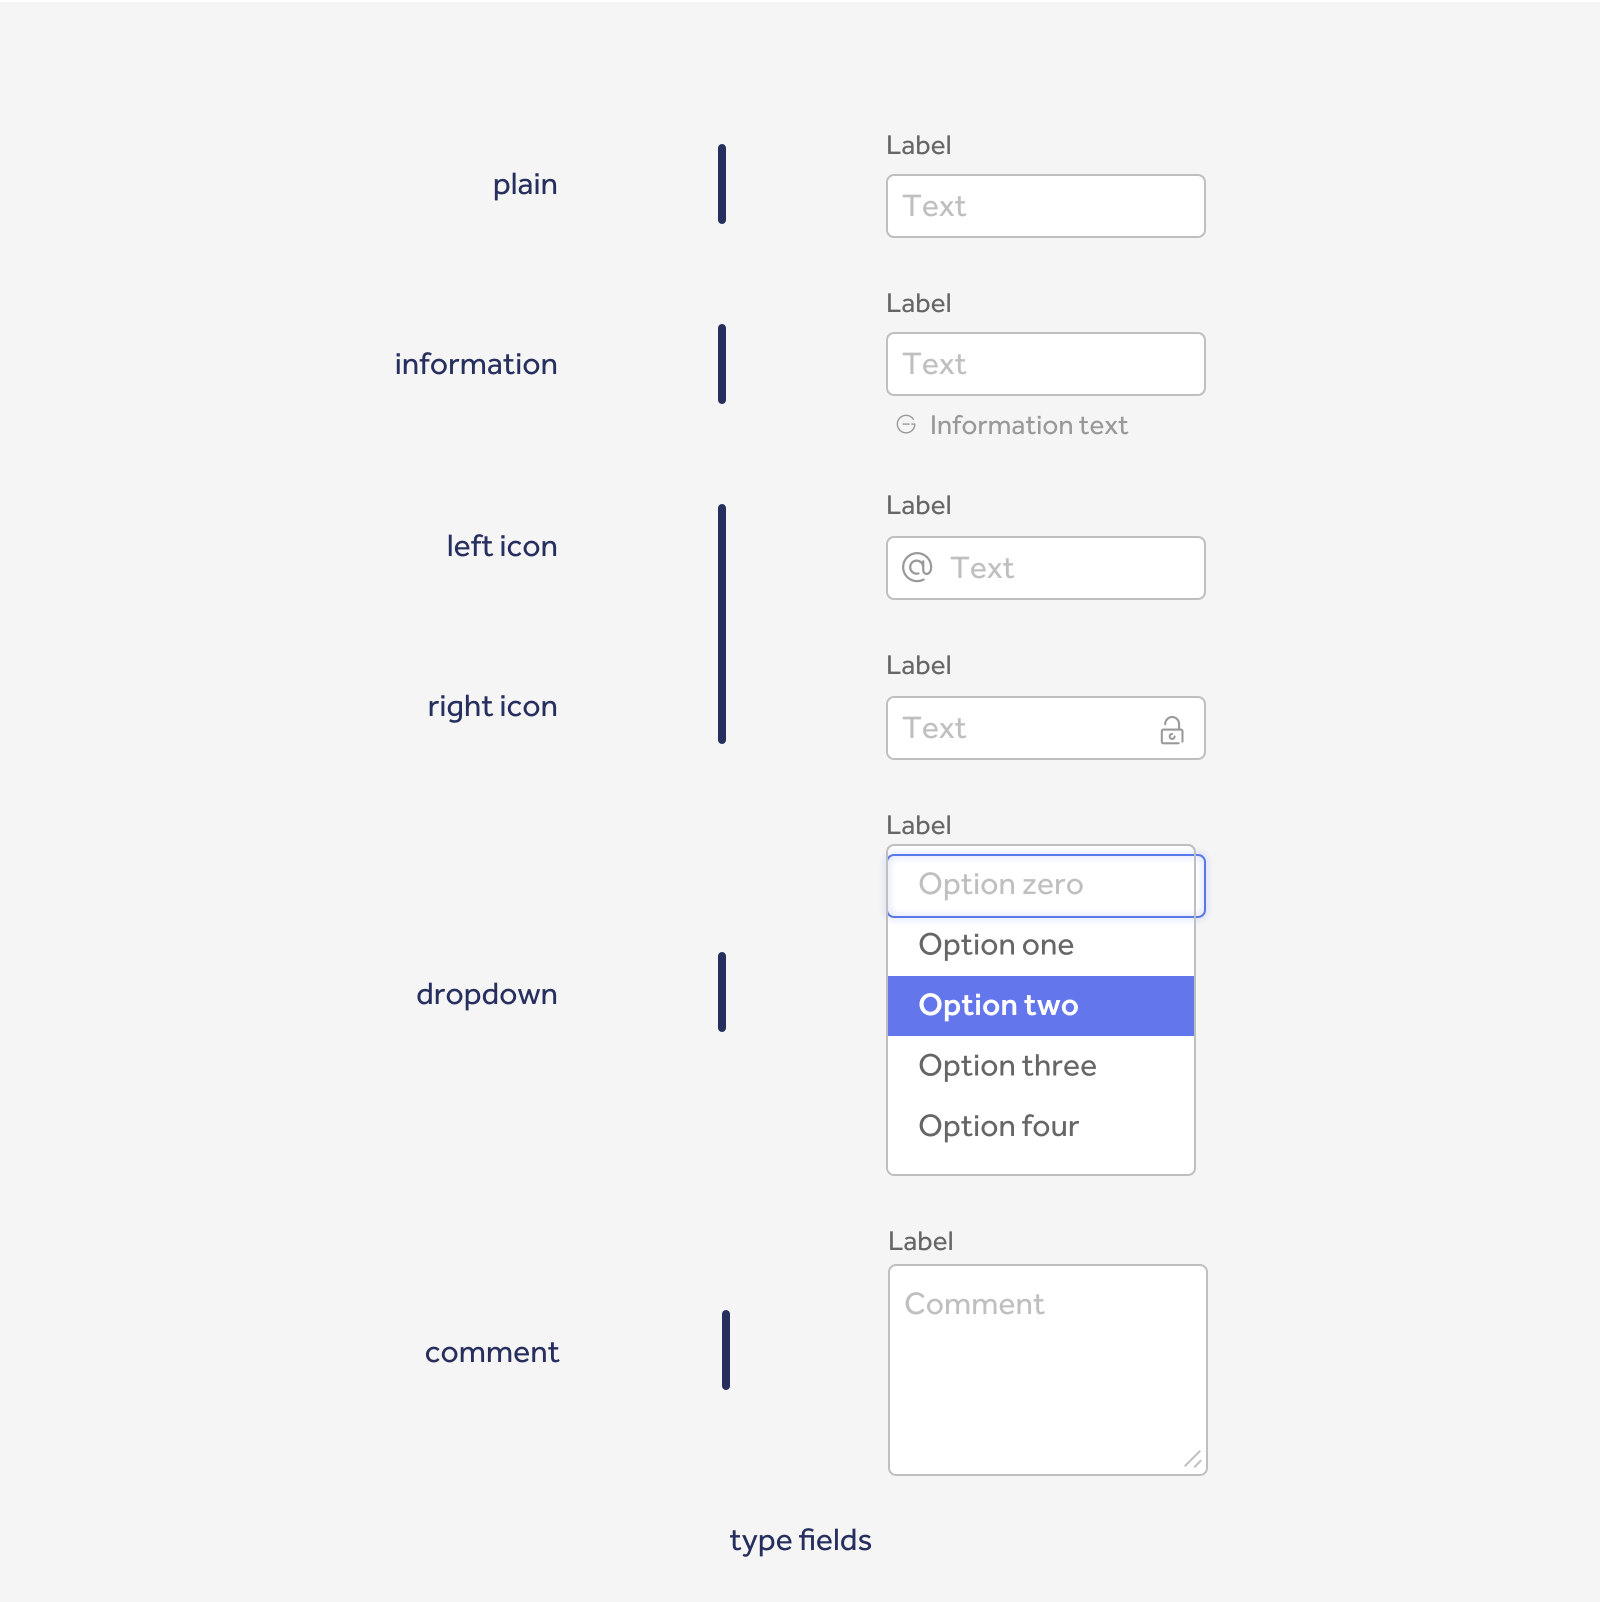 Label
plain
Text
Label
information
Text
Information text
Label
left icon
@ Text
Label
right icon
Text
Label
Option zero
Option one
dropdown
Option two
Option three
Option four
Label
Comment
comment
type fields